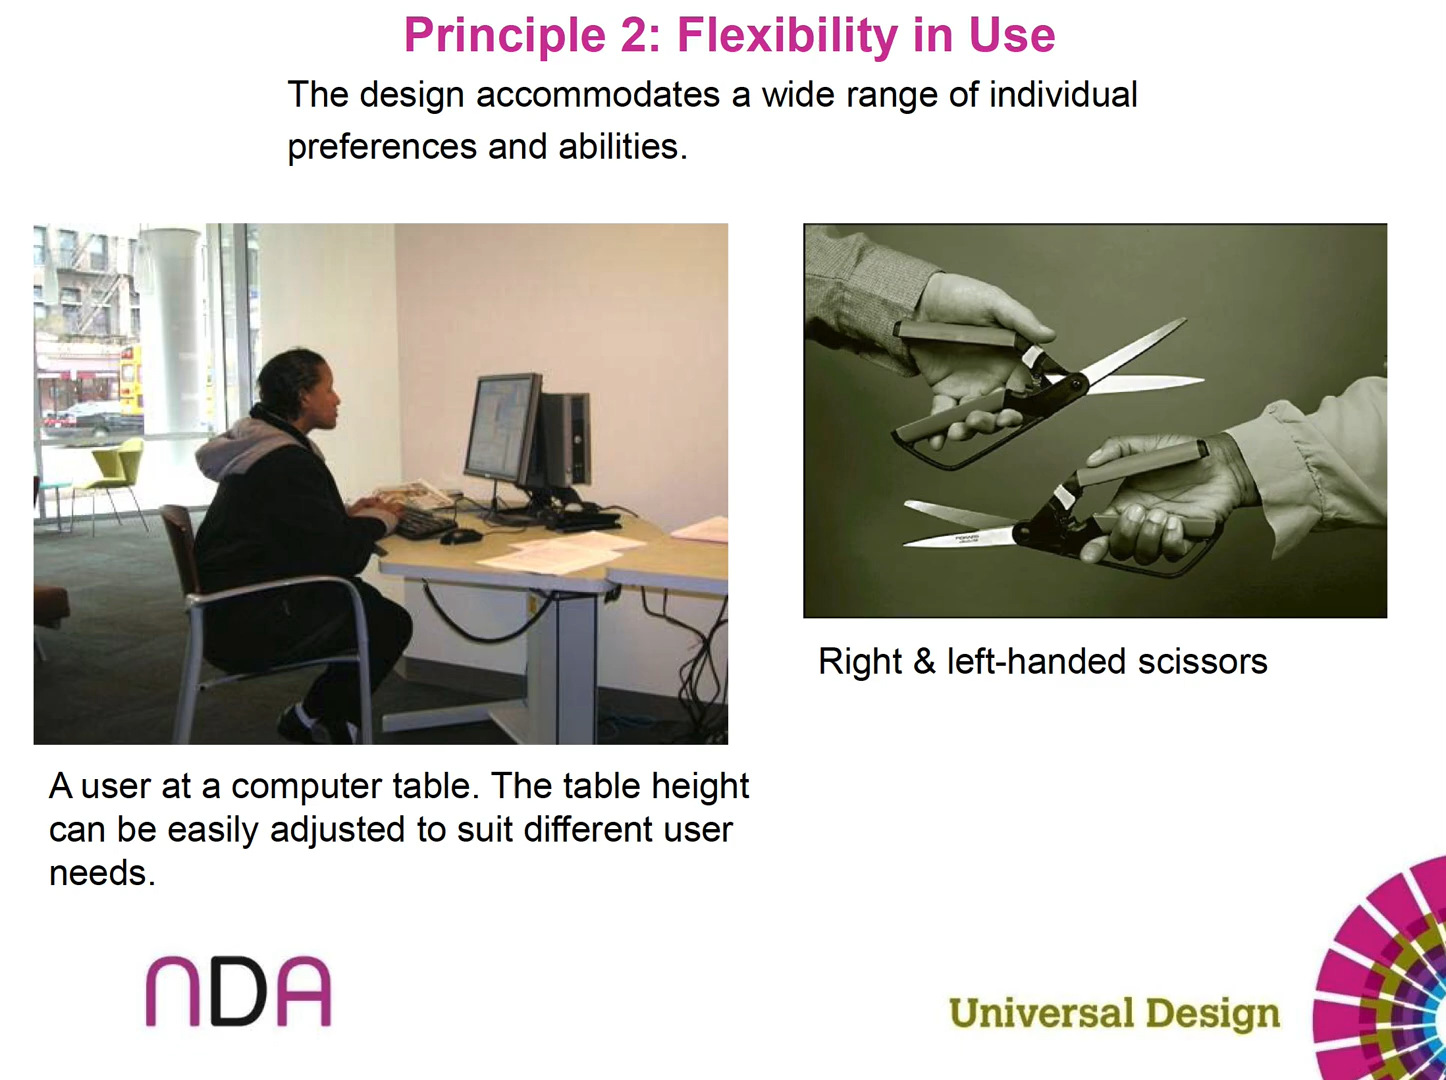 Principle 2: Flexibility in Use
The design accommodates a wide range of individual
preferences and abilities.
Right & left-handed scissors
A user at a computer table. The table height
can be easily adjusted to suit different user
needs.
NDA
Universal Design